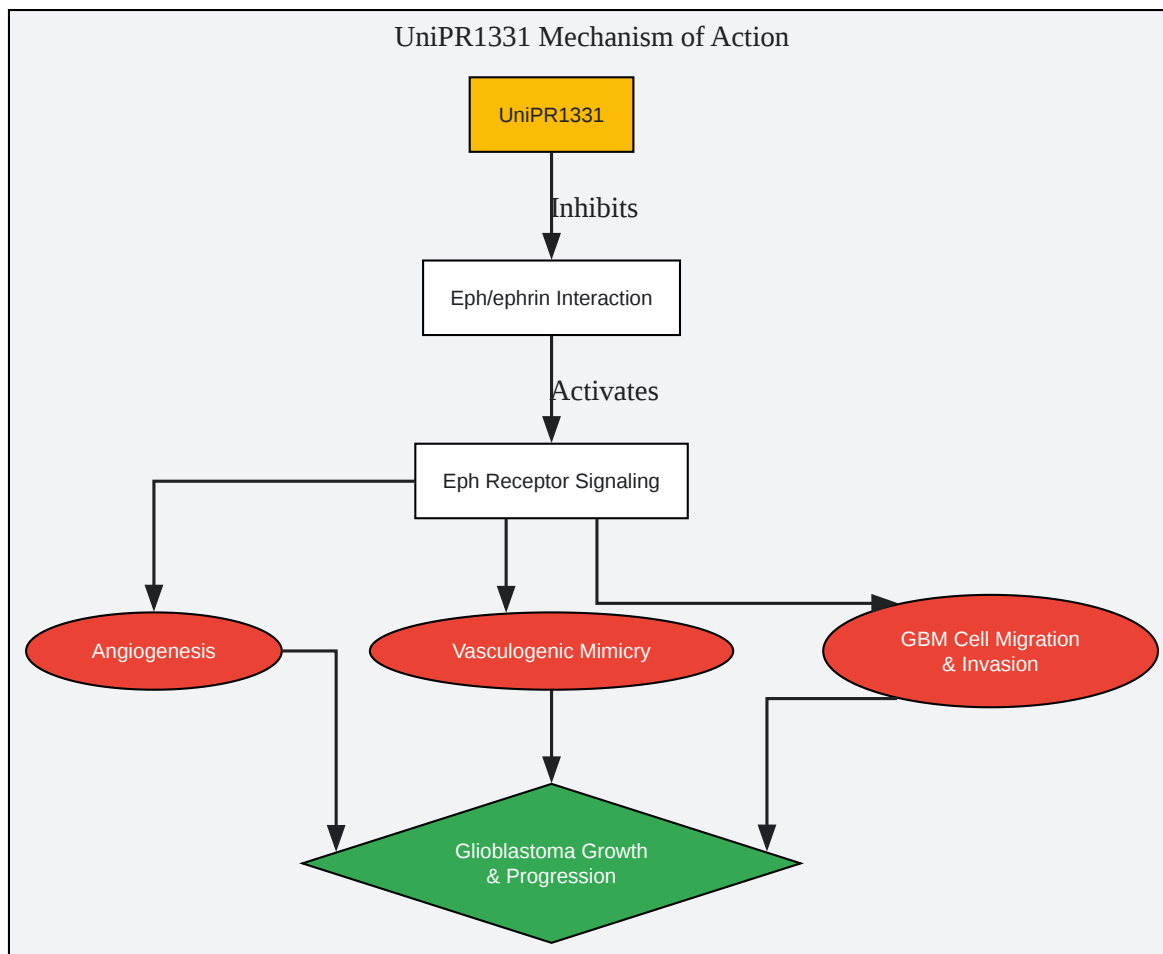 UniPR1331 Mechanism of Action
UniPR1331
Inhibits
Eph/ephrin Interaction
Activates
Eph Receptor Signaling
Angiogenesis
Vasculogenic Mimicry
GBM Cell Migration
& Invasion
Glioblastoma Growth
& Progression